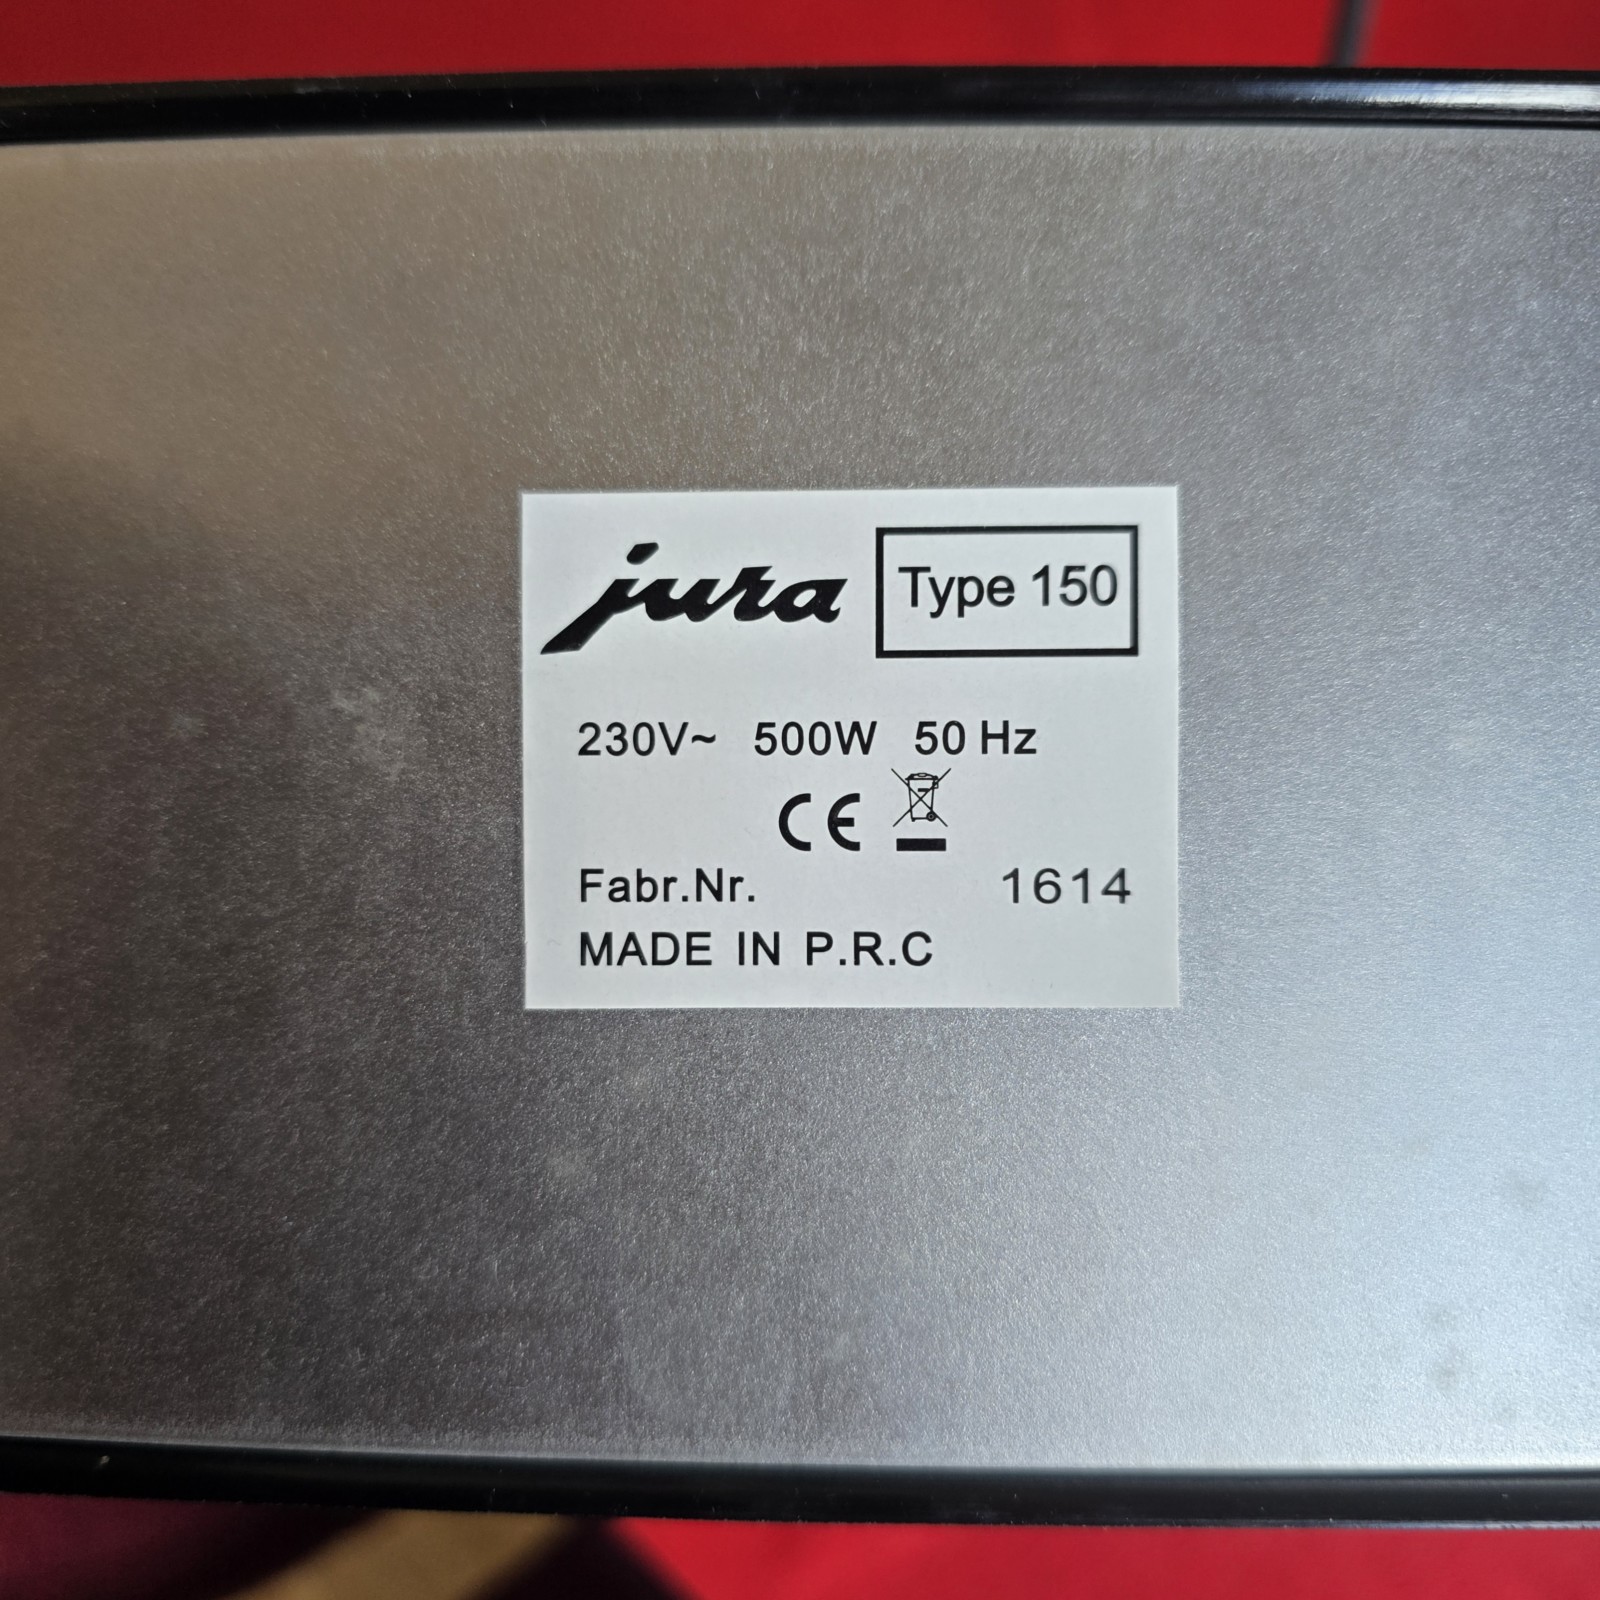 jura Type 150
230V~ 500W 50 Hz
CE
Fabr.Nr. 1614
MADE IN P.R.C